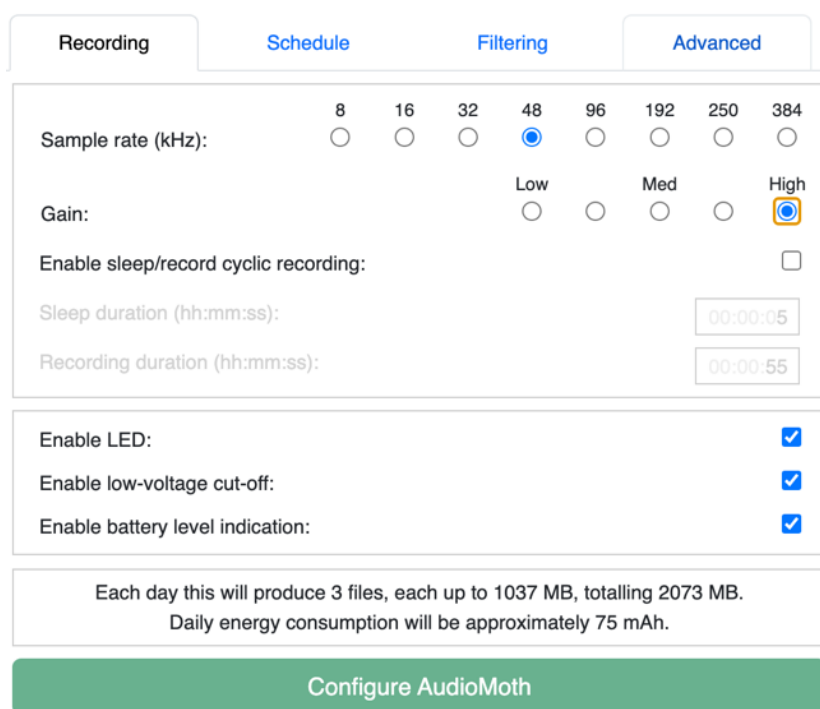 Recording Schedule Filtering Advanced
8 16 32 48 96 192 250 384
Sample rate (kHz):
Low Med High
Gain:
Enable sleep/record cyclic recording:
Sleep duration (hh:mm:ss): 00:00:05
Recording duration (hh:mm:ss): 00:00:55
Enable LED:
Enable low-voltage cut-off:
Enable battery level indication:
Each day this will produce 3 files, each up to 1037 MB, totalling 2073 MB.
Daily energy consumption will be approximately 75 mAh.
Configure AudioMoth